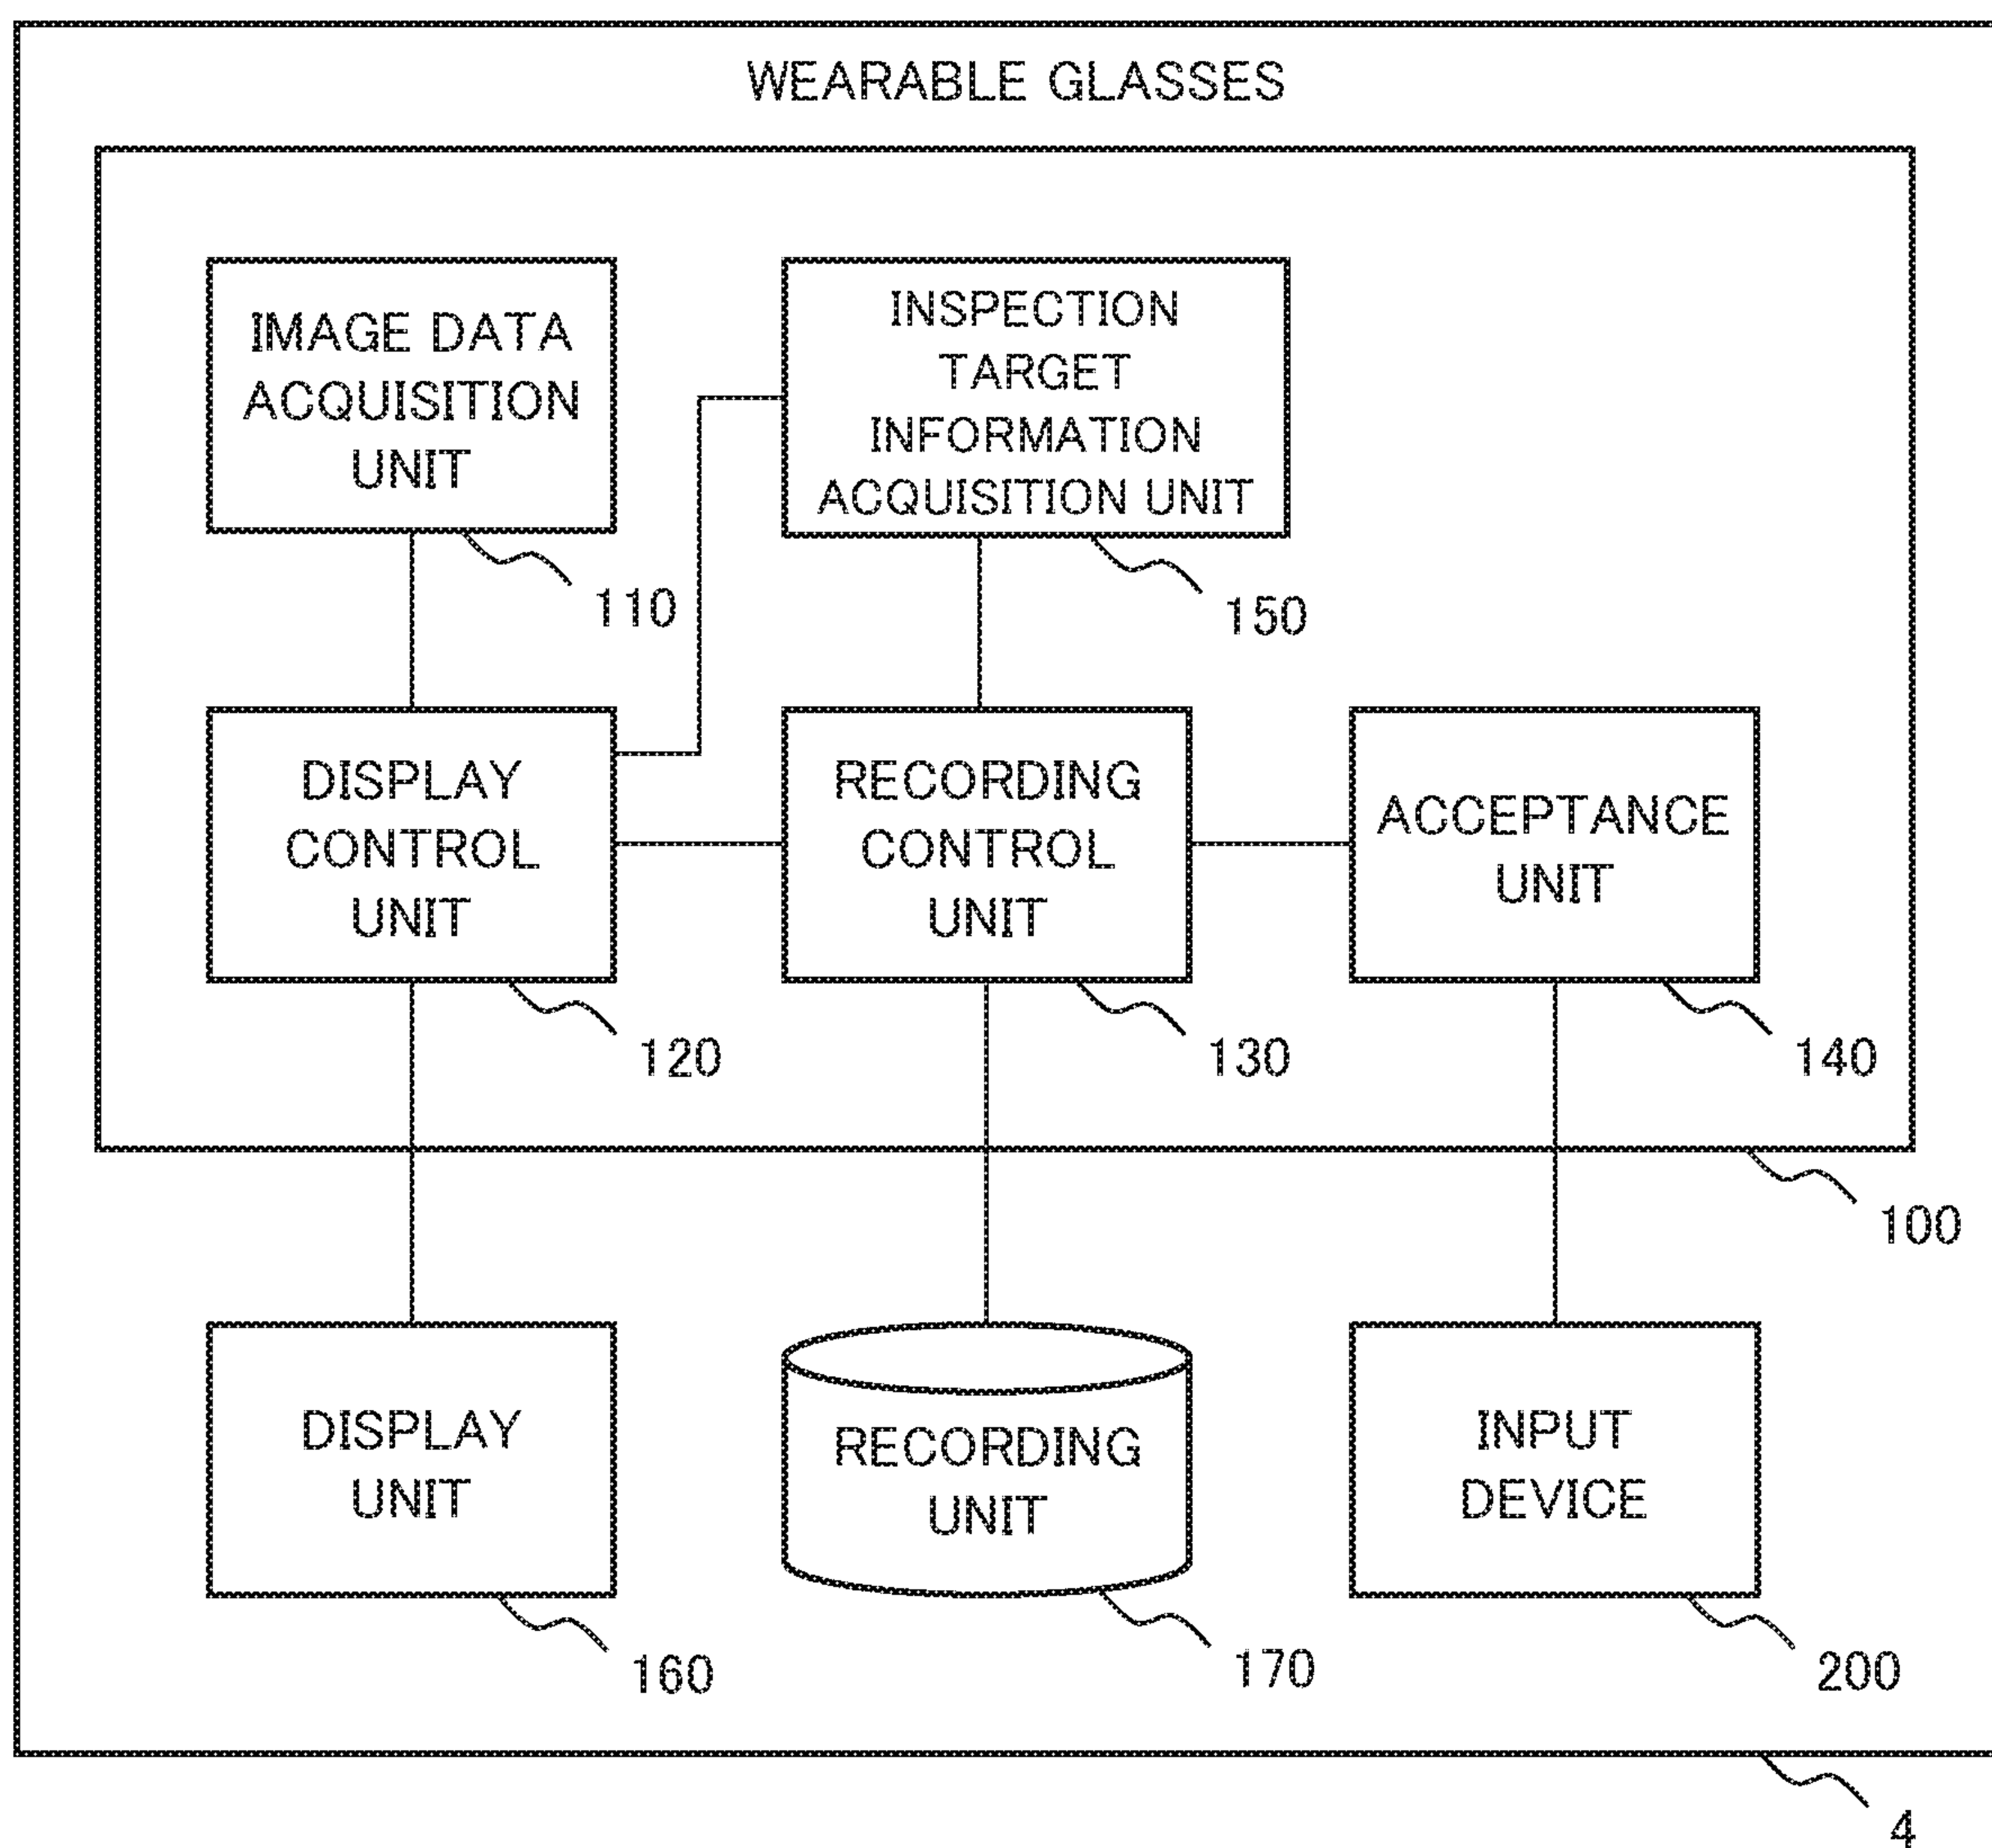 WEARABLE GLASSES
IMAGE DATA
ACQUISITION
UNIT
110
INSPECTION
TARGET
INFORMATION
ACQUISITION UNIT
150
DISPLAY
CONTROL
UNIT
120
RECORDING
CONTROL
UNIT
130
ACCEPTANCE
UNIT
140
100
DISPLAY
UNIT
160
RECORDING
UNIT
170
INPUT
DEVICE
200
4